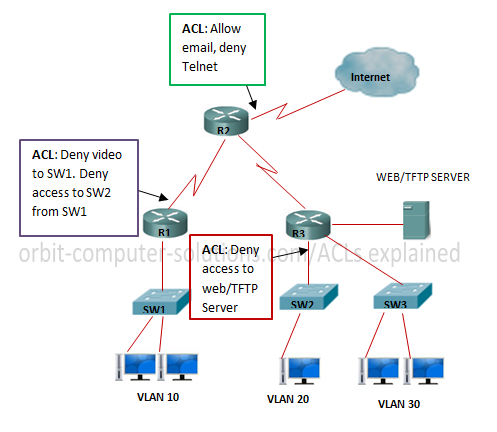 ACL: Allow
email, deny
Telnet
Internet
R2
ACL: Deny video
to SW1. Deny
access to SW2
from SW1
WEB/TFTP SERVER
R1
R3
orbit-computer-solutions.com/ACLs explained
ACL: Deny
access to
web/TFTP
Server
SW1
SW2
SW3
VLAN 10
VLAN 20
VLAN 30